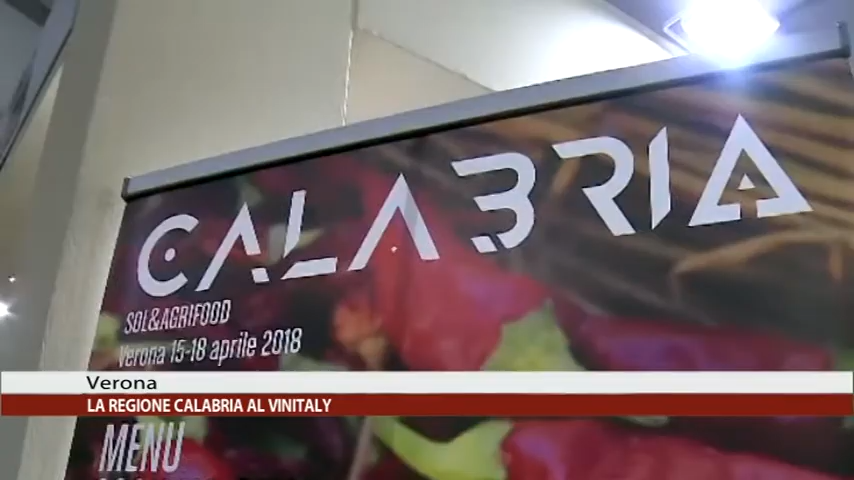 CALABRIA
SOL&AGRIFOOD
Verona 15-18 aprile 2018
Verona
LA REGIONE CALABRIA AL VINITALY
MENU